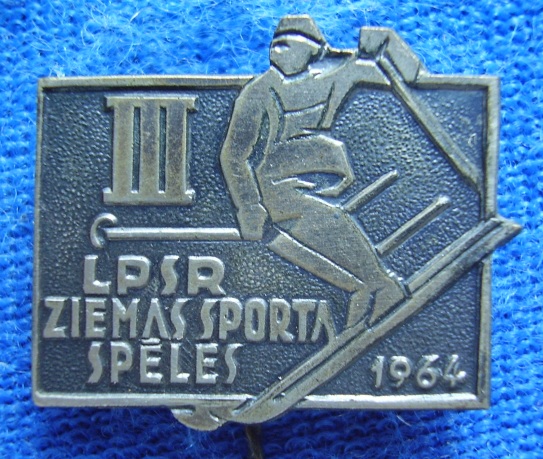 III
LPSR
ZIEMAS SPORTA
SPĒLES
1964